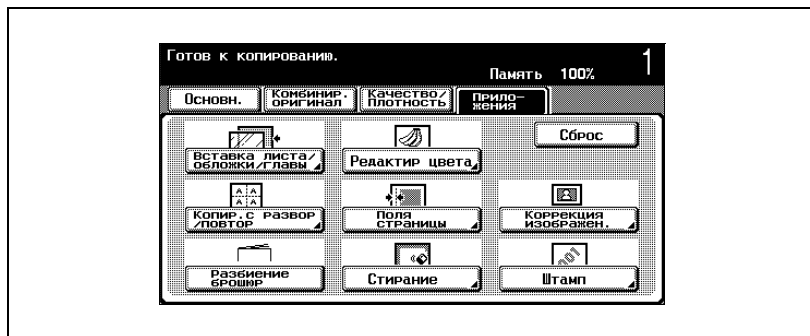 Готов к копированию.
1
Память 100%
Основн.
Комбинир.
оригинал
Качество/
Плотность
Прило-
жения
Сброс
Вставка листа/
обложки/главы
Редактир цвета
Копир.с развор
/повтор
Поля
страницы
Коррекция
изображен.
Разбиение
брошюр
Стирание
Штамп